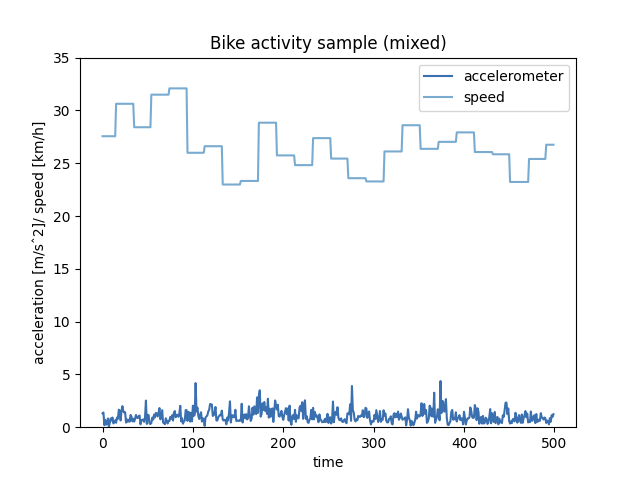 Bike activity sample (mixed)
accelerometer
speed
acceleration [m/s^2]/ speed [km/h]
35
30
25
20
15
10
5
0
0 100 200 300 400 500
time